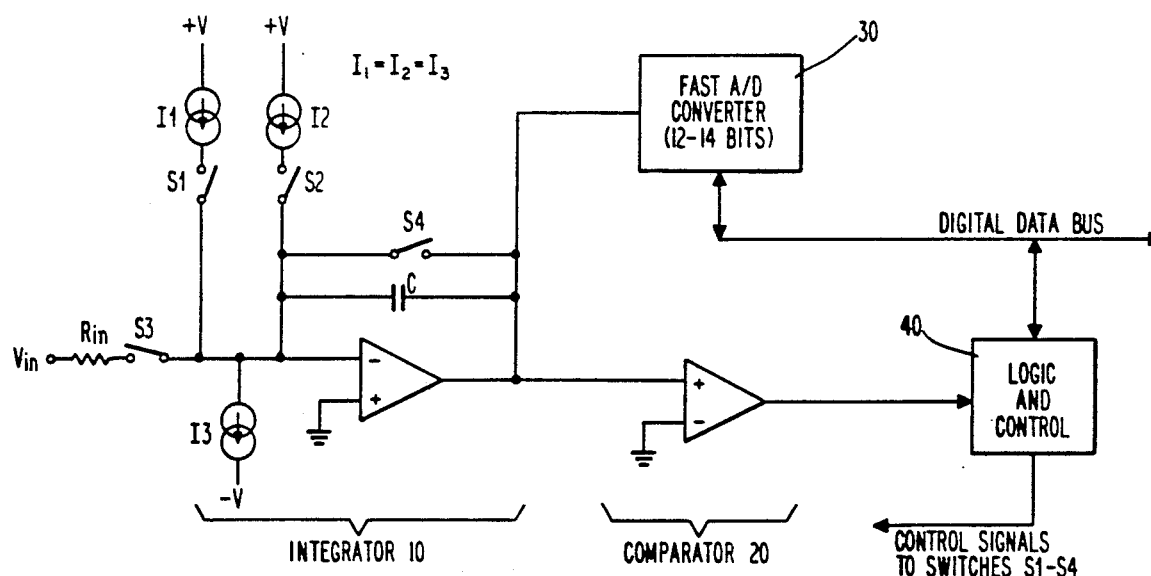 +V
+V
I₁=I₂=I₃
30
I1
I2
FAST A/D
CONVERTER
(12-14 BITS)
S1
S2
S4
DIGITAL DATA BUS
C
Rin
S3
Vin
40
-
+
+
-
LOGIC
AND
CONTROL
I3
-V
INTEGRATOR 10
COMPARATOR 20
CONTROL SIGNALS
TO SWITCHES S1-S4